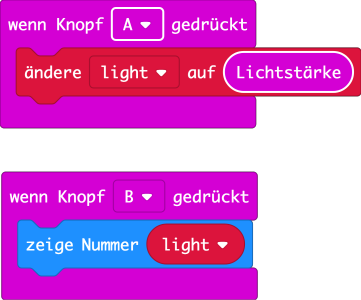 wenn Knopf A gedrückt
ändere light auf Lichtstärke
wenn Knopf B gedrückt
zeige Nummer light